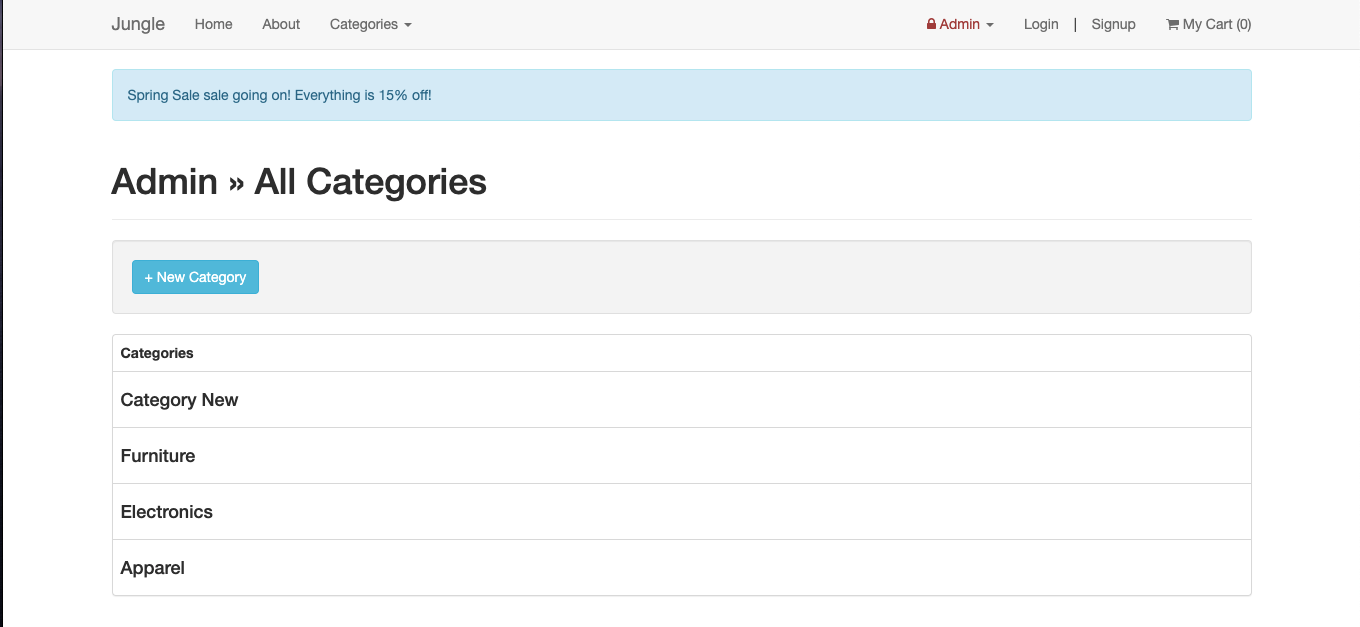 Jungle Home About Categories Admin Login | Signup My Cart (0)
Spring Sale sale going on! Everything is 15% off!
Admin » All Categories
+ New Category
Categories
Category New
Furniture
Electronics
Apparel